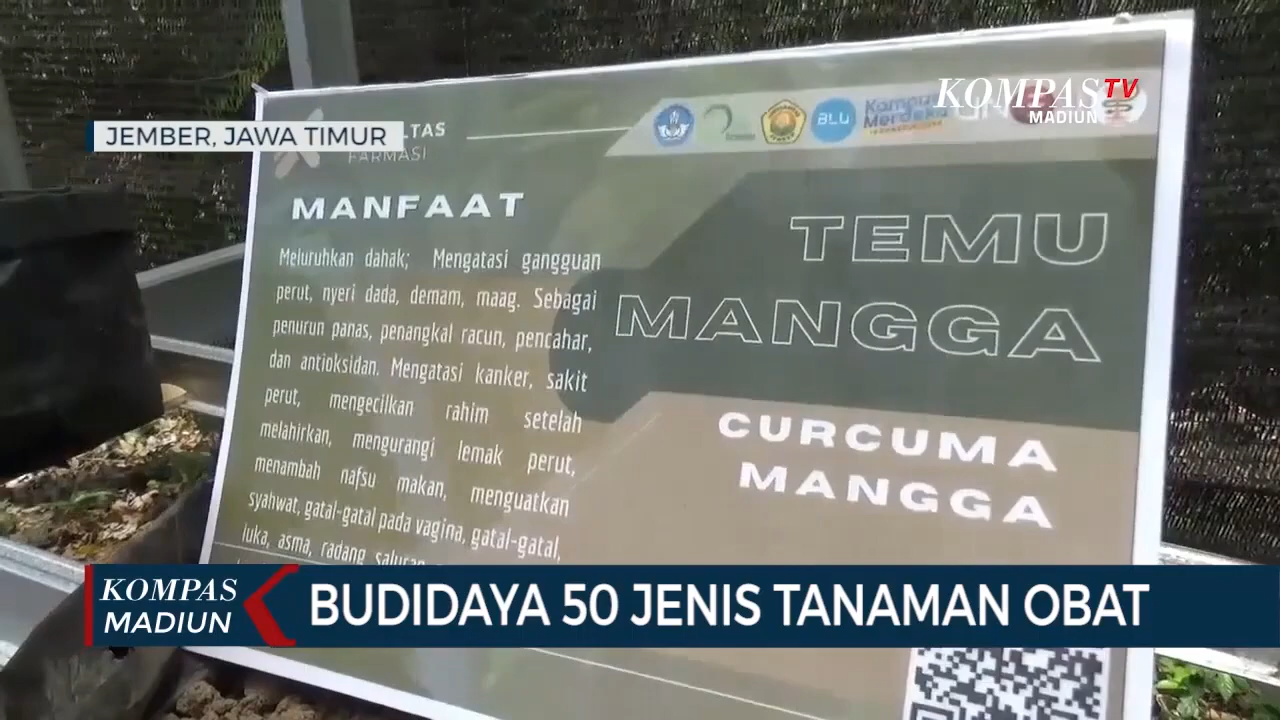 KOMPAS TV
MADIUN
JEMBER, JAWA TIMUR
FARMASI
BLU
Kampus
Merdeka
MANFAAT
Meluruhkan dahak; Mengatasi gangguan
perut, nyeri dada, demam, maag. Sebagai
penurun panas, penangkal racun, pencahar,
dan antioksidan. Mengatasi kanker, sakit
perut, mengecilkan rahim setelah
melahirkan, mengurangi lemak perut,
menambah nafsu makan, menguatkan
syahwat, gatal-gatal pada vagina, gatal-gatal,
luka, asma, radang saluran
TEMU
MANGGA
CURCUMA
MANGGA
KOMPAS
MADIUN
BUDIDAYA 50 JENIS TANAMAN OBAT